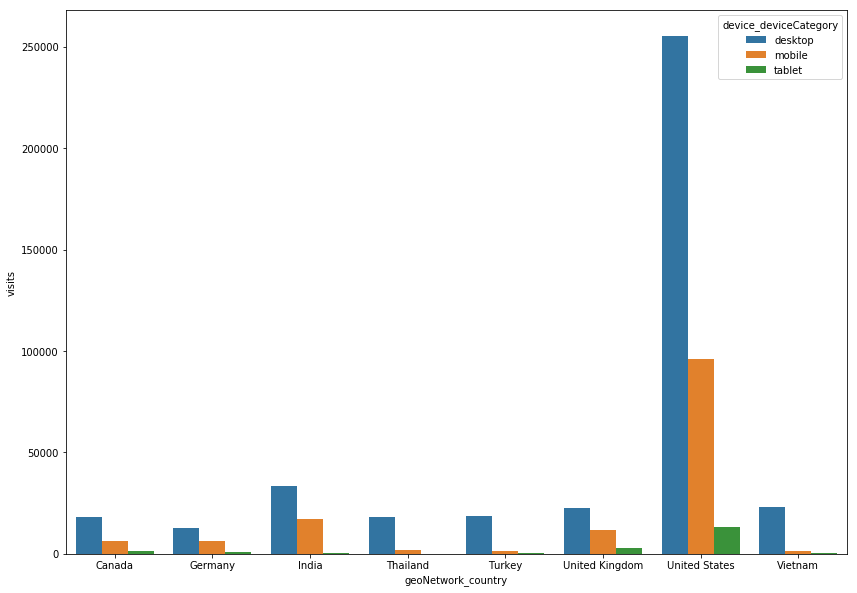 device_deviceCategory
desktop
mobile
tablet
250000
200000
150000
100000
50000
0
visits
Canada Germany India Thailand Turkey United Kingdom United States Vietnam
geoNetwork_country